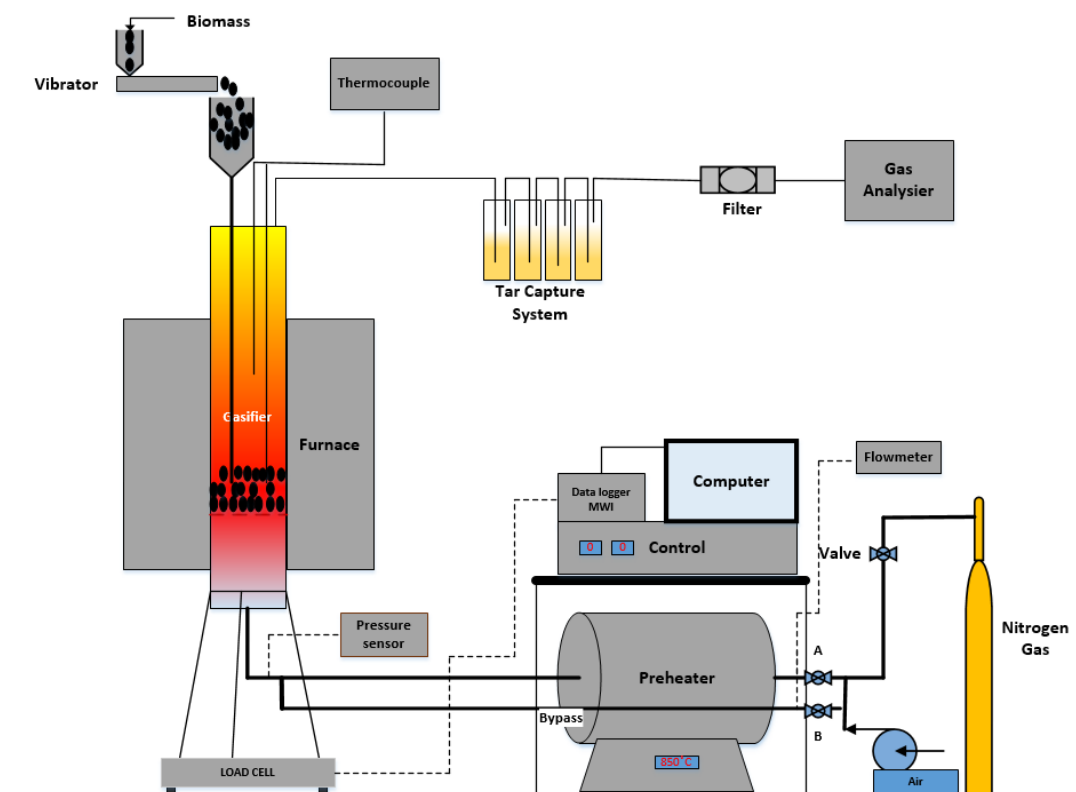 Biomass
Vibrator
Thermocouple
Gas
Analysier
Filter
Tar Capture
System
Gasifier
Furnace
Flowmeter
Computer
Data logger
MWI
0 0
Control
Valve
Pressure
sensor
Nitrogen
Gas
A
Preheater
Bypass
B
850°C
LOAD CELL
Air